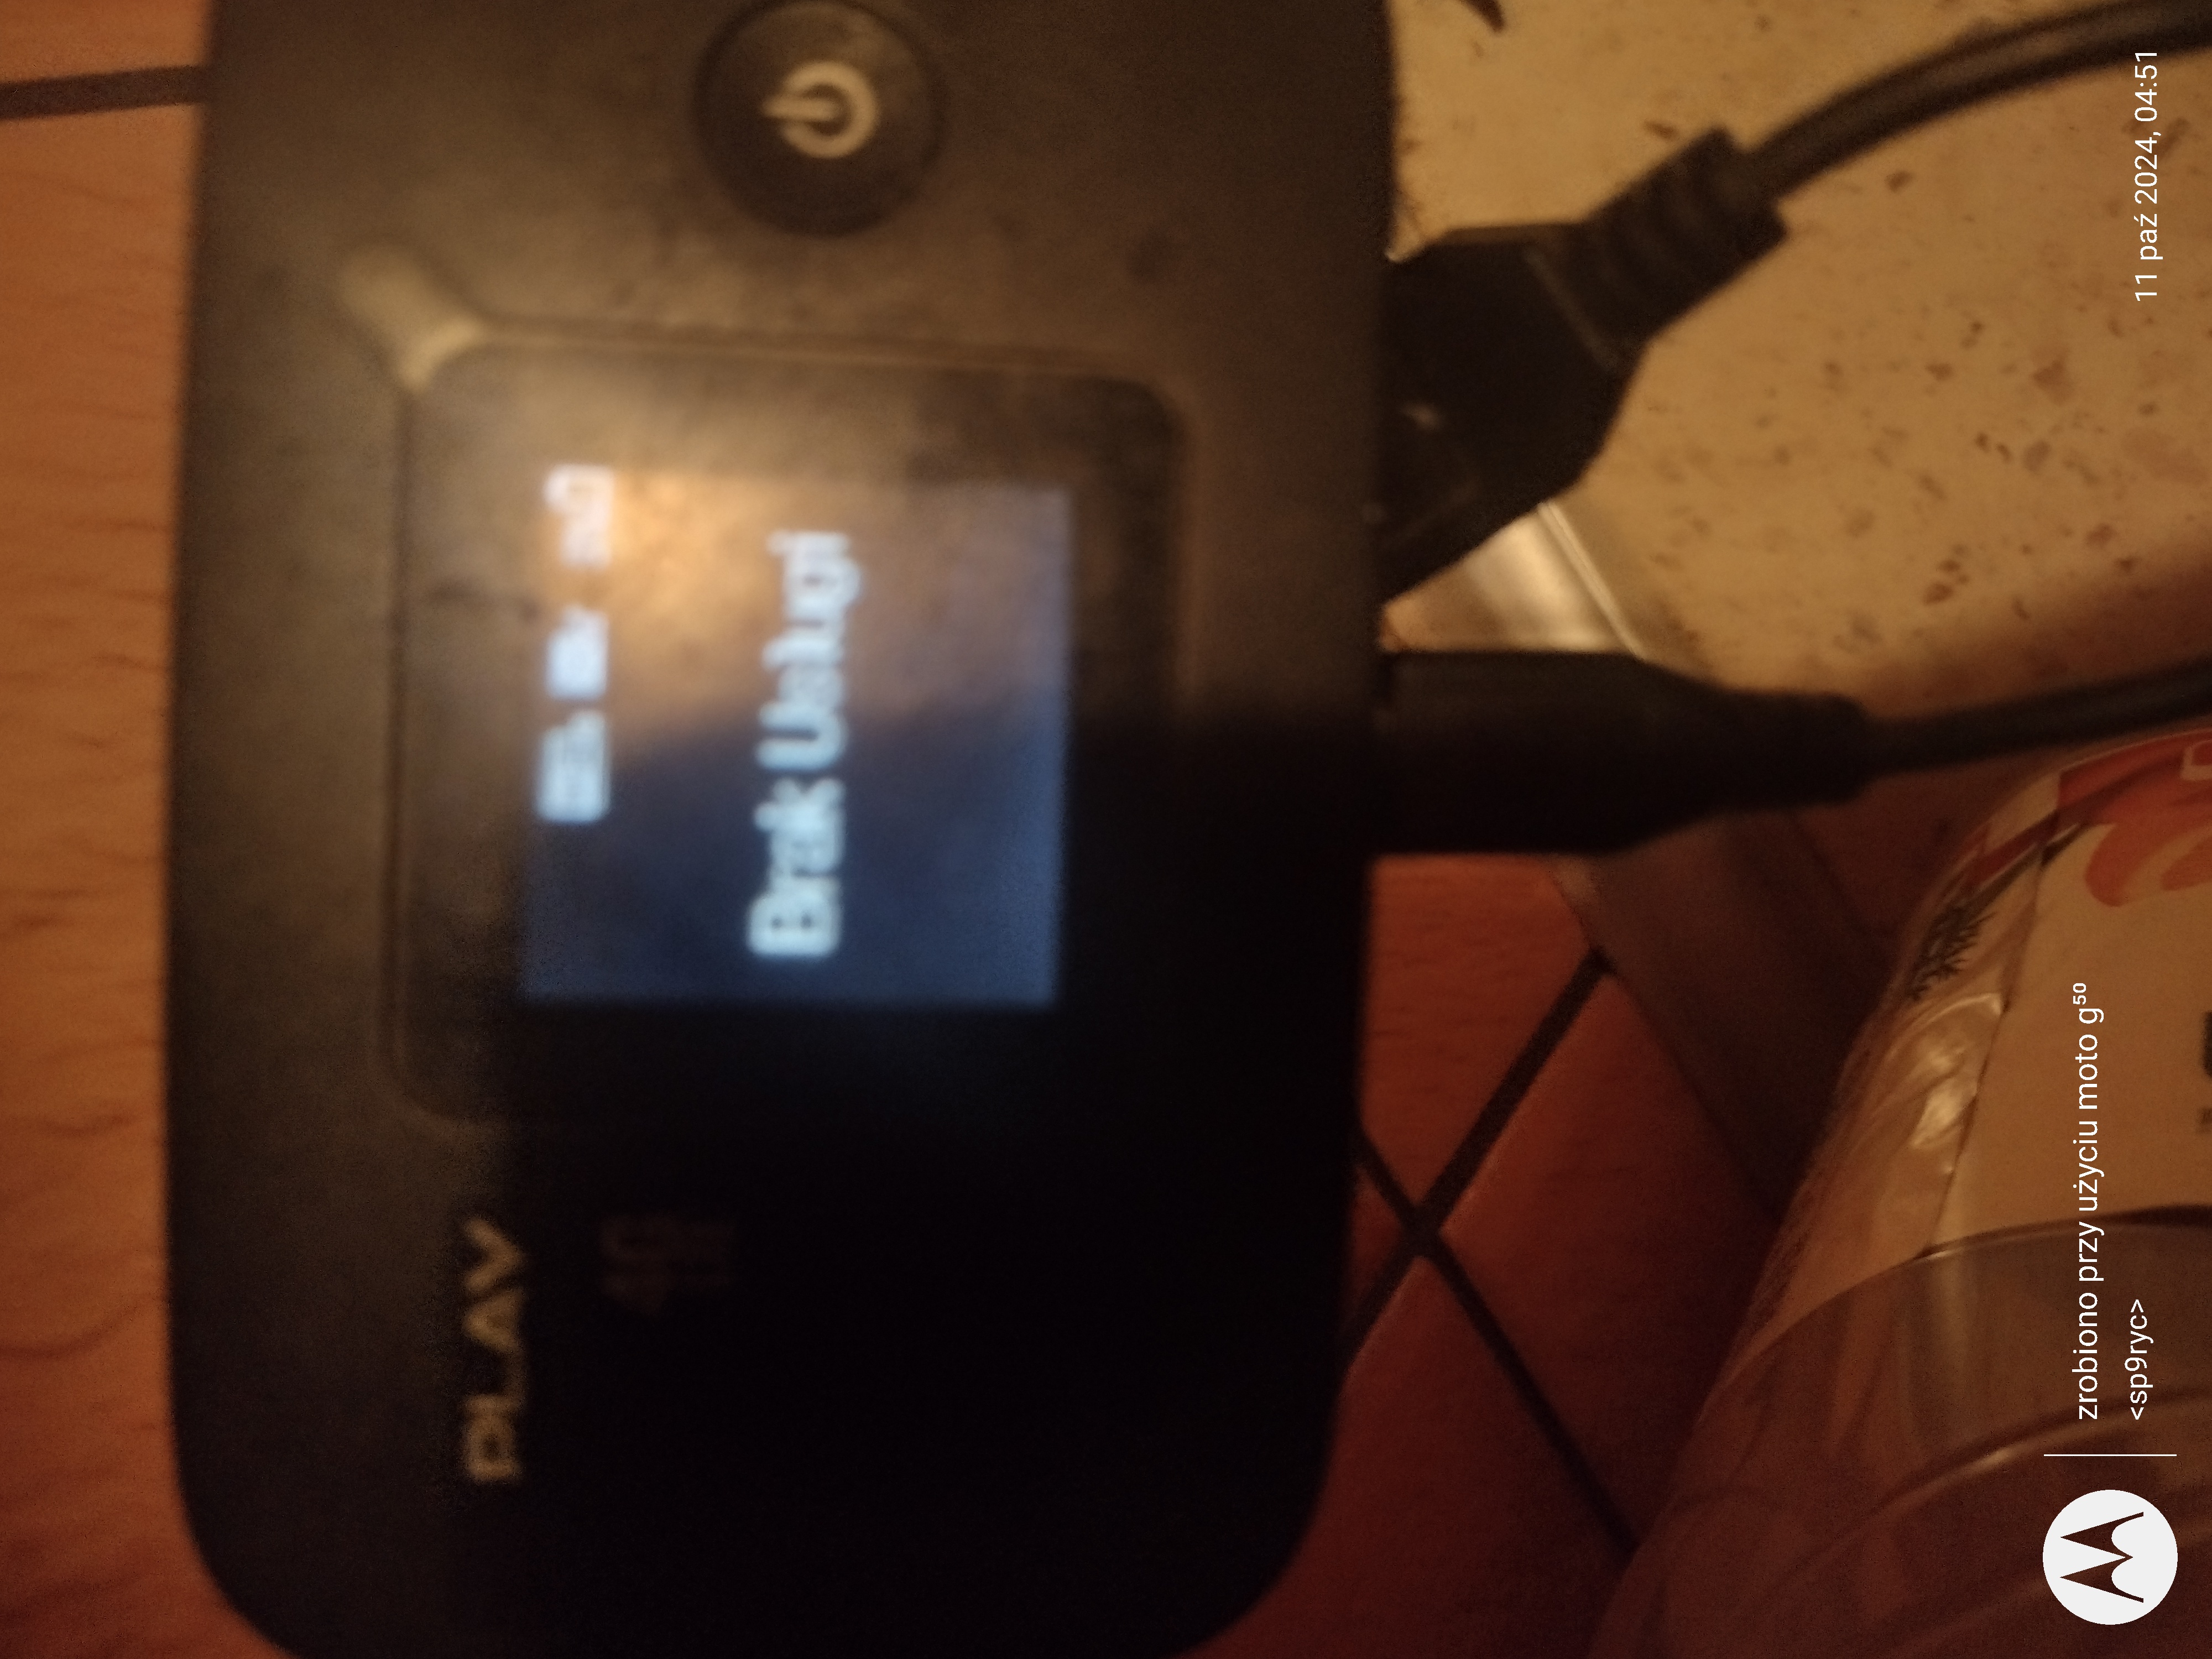 PLAY
4G
Brak Usługi
zrobiono przy użyciu moto g⁵⁰
<sp9ryc>
11 paź 2024, 04:51